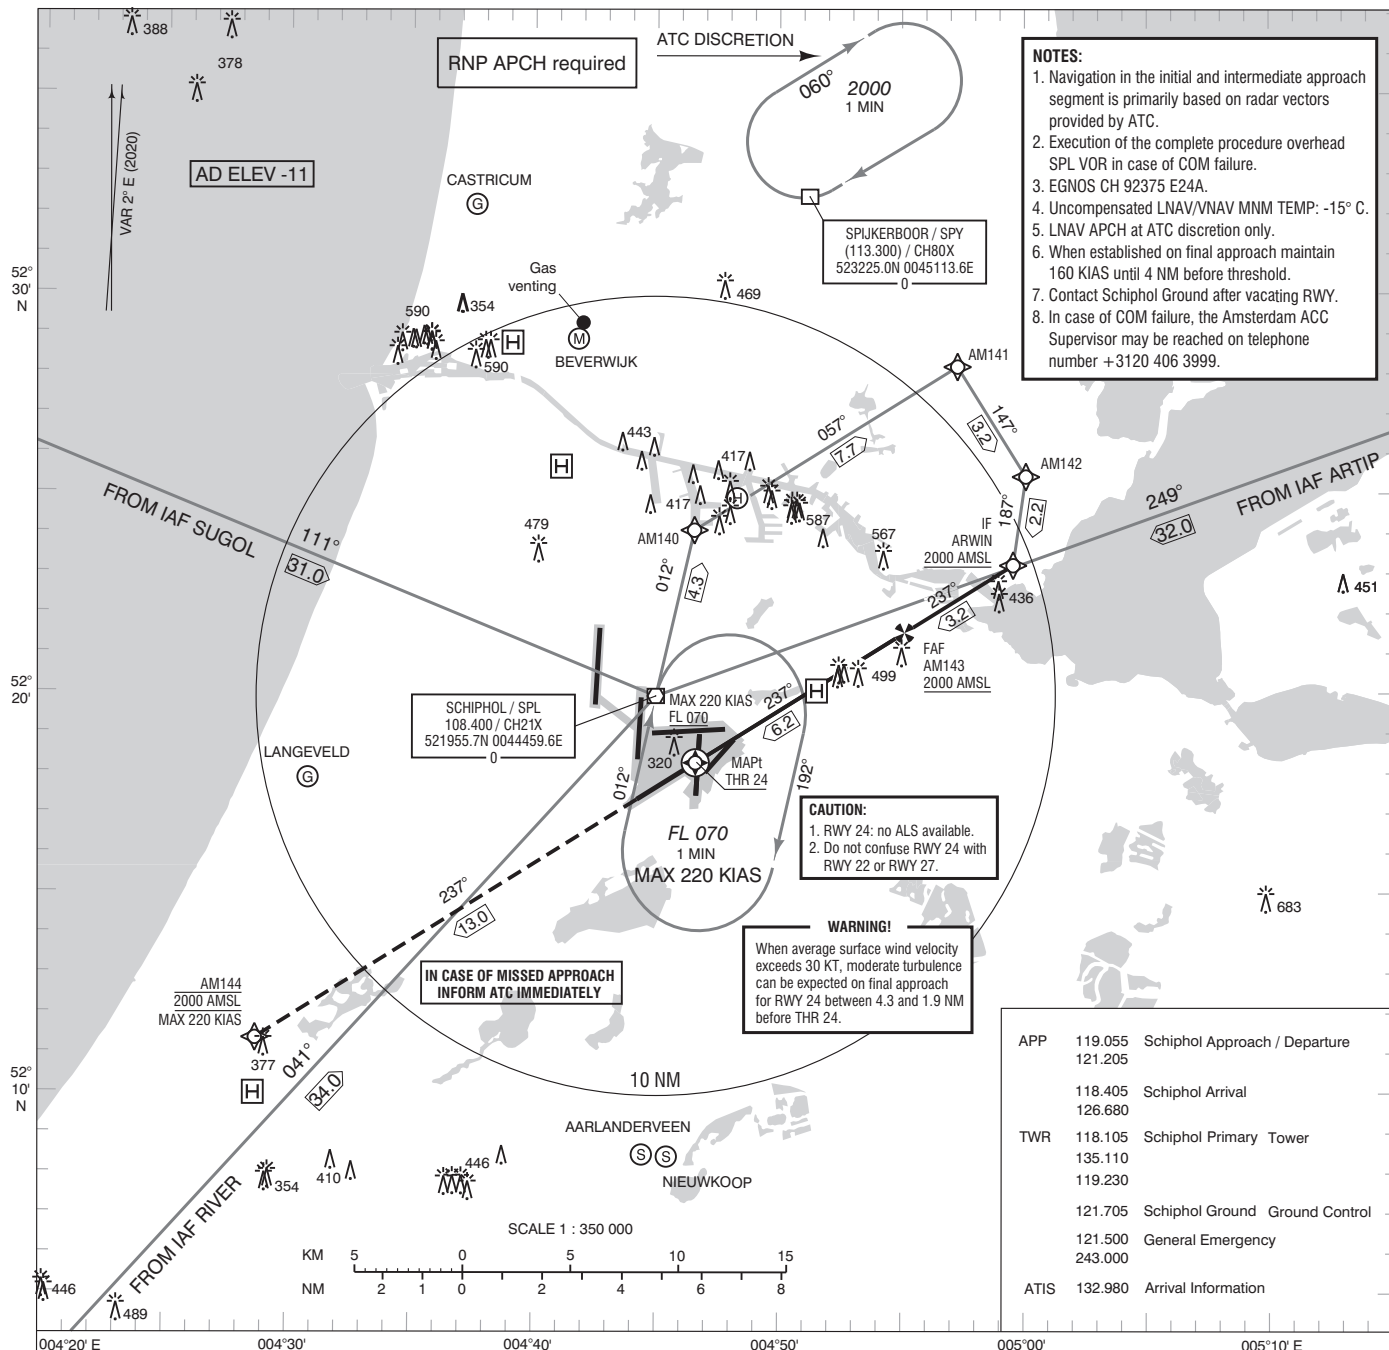 388
378
VAR 2° E (2020)
AD ELEV -11
RNP APCH required
ATC DISCRETION
060°
2000
1 MIN
NOTES:
1. Navigation in the initial and intermediate approach
segment is primarily based on radar vectors
provided by ATC.
2. Execution of the complete procedure overhead
SPL VOR in case of COM failure.
3. EGNOS CH 92375 E24A.
4. Uncompensated LNAV/VNAV MNM TEMP: -15° C.
5. LNAV APCH at ATC discretion only.
6. When established on final approach maintain
160 KIAS until 4 NM before threshold.
7. Contact Schiphol Ground after vacating RWY.
8. In case of COM failure, the Amsterdam ACC
Supervisor may be reached on telephone
number +3120 406 3999.
CASTRICUM
G
SPIJKERBOOR / SPY
(113.300) / CH80X
523225.0N 0045113.6E
0
52°
30'
N
Gas
venting
469
354
590
H
M
590
BEVERWIJK
AM141
147°
3.2
057°
7.7
443
417
H
AM142
FROM IAF SUGOL
111°
31.0
H
417
AM140
587
479
567
187°
2.2
IF
ARWIN
2000 AMSL
249°
32.0
FROM IAF ARTIP
012°
4.3
237°
3.2
436
451
FAF
AM143
2000 AMSL
499
H
52°
20'
SCHIPHOL / SPL
108.400 / CH21X
521955.7N 0044459.6E
0
MAX 220 KIAS
FL 070
237°
6.2
320
MAPt
THR 24
LANGEVELD
G
012°
192°
FL 070
1 MIN
MAX 220 KIAS
CAUTION:
1. RWY 24: no ALS available.
2. Do not confuse RWY 24 with
RWY 22 or RWY 27.
683
237°
13.0
WARNING!
When average surface wind velocity
exceeds 30 KT, moderate turbulence
can be expected on final approach
for RWY 24 between 4.3 and 1.9 NM
before THR 24.
IN CASE OF MISSED APPROACH
INFORM ATC IMMEDIATELY
AM144
2000 AMSL
MAX 220 KIAS
377
H
041°
34.0
52°
10'
N
10 NM
AARLANDERVEEN
S
S
NIEUWKOOP
354
410
446
FROM IAF RIVER
446
489
SCALE 1 : 350 000
KM 5 0 5 10 15
NM 2 1 0 2 4 6 8
APP 119.055 Schiphol Approach / Departure
121.205
118.405 Schiphol Arrival
126.680
TWR 118.105 Schiphol Primary Tower
135.110
119.230
121.705 Schiphol Ground Ground Control
121.500 General Emergency
243.000
ATIS 132.980 Arrival Information
004°20' E 004°30' 004°40' 004°50' 005°00' 005°10' E